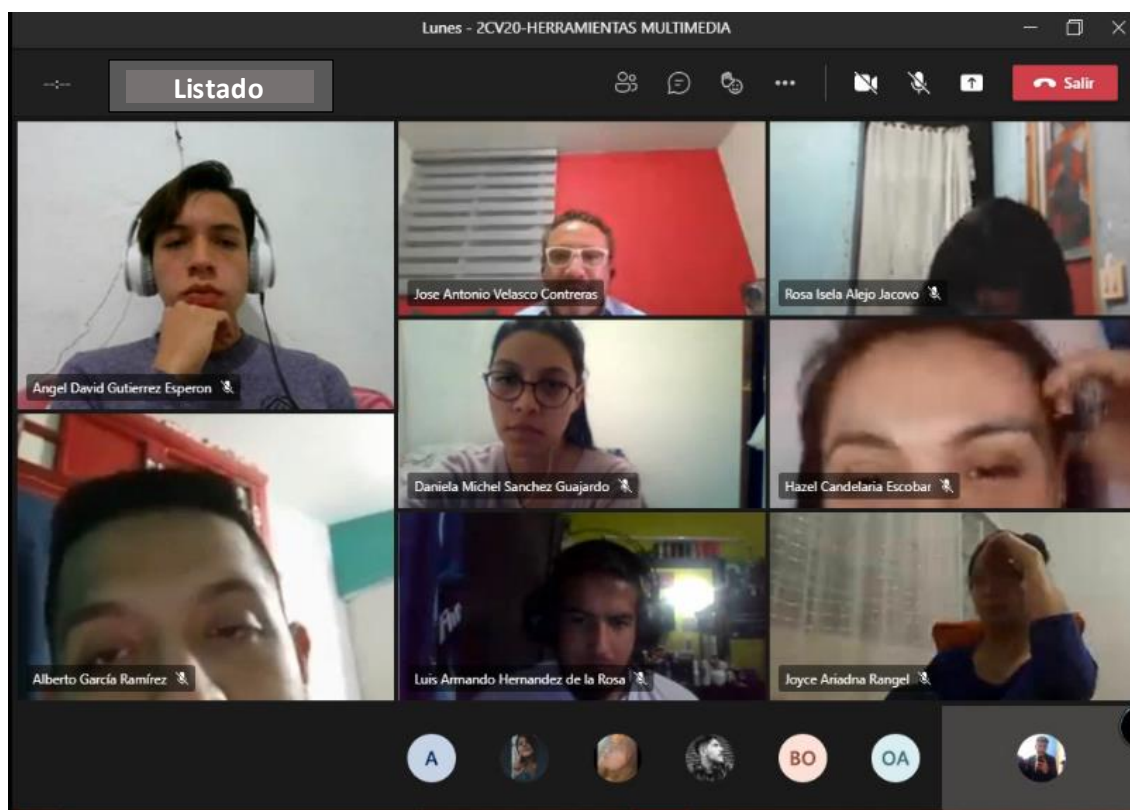 Lunes - 2CV20-HERRAMIENTAS MULTIMEDIA
--:--
Listado
Salir
Angel David Gutierrez Esperon
Jose Antonio Velasco Contreras
Rosa Isela Alejo Jacovo
Daniela Michel Sanchez Guajardo
Hazel Candelaria Escobar
Alberto García Ramírez
Luis Armando Hernandez de la Rosa
Joyce Ariadna Rangel
A
BO
OA